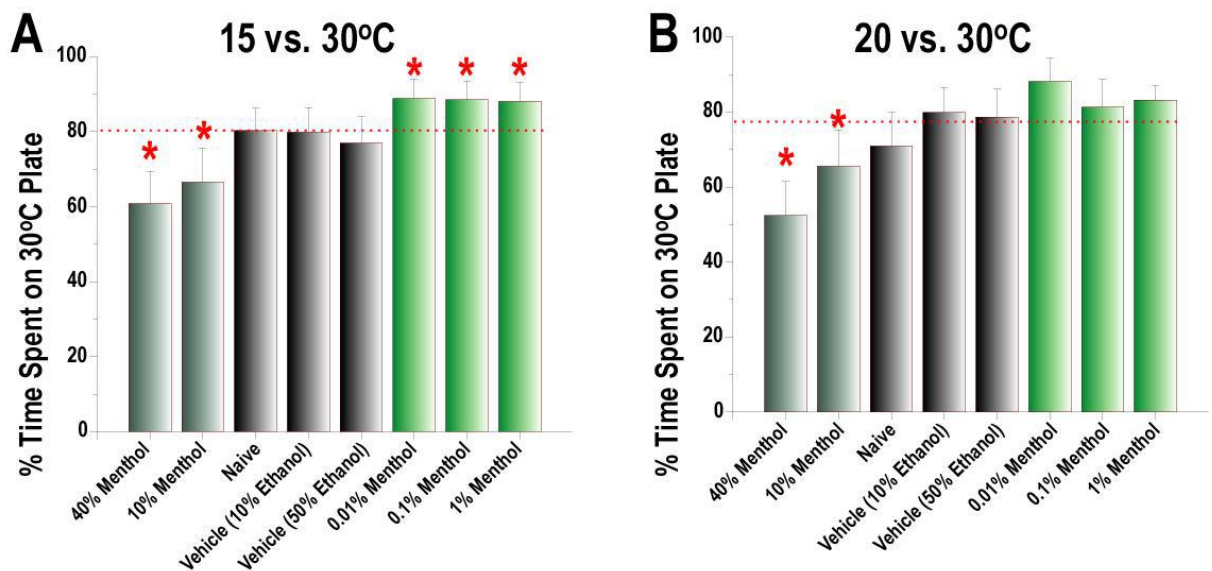 A
15 vs. 30ºC
% Time Spent on 30ºC Plate
100
80
60
40
20
0
* * * * *
40% Menthol
10% Menthol
Naive
Vehicle (10% Ethanol)
Vehicle (50% Ethanol)
0.01% Menthol
0.1% Menthol
1% Menthol
B
20 vs. 30ºC
% Time Spent on 30ºC Plate
100
80
60
40
20
0
* *
40% Menthol
10% Menthol
Naive
Vehicle (10% Ethanol)
Vehicle (50% Ethanol)
0.01% Menthol
0.1% Menthol
1% Menthol